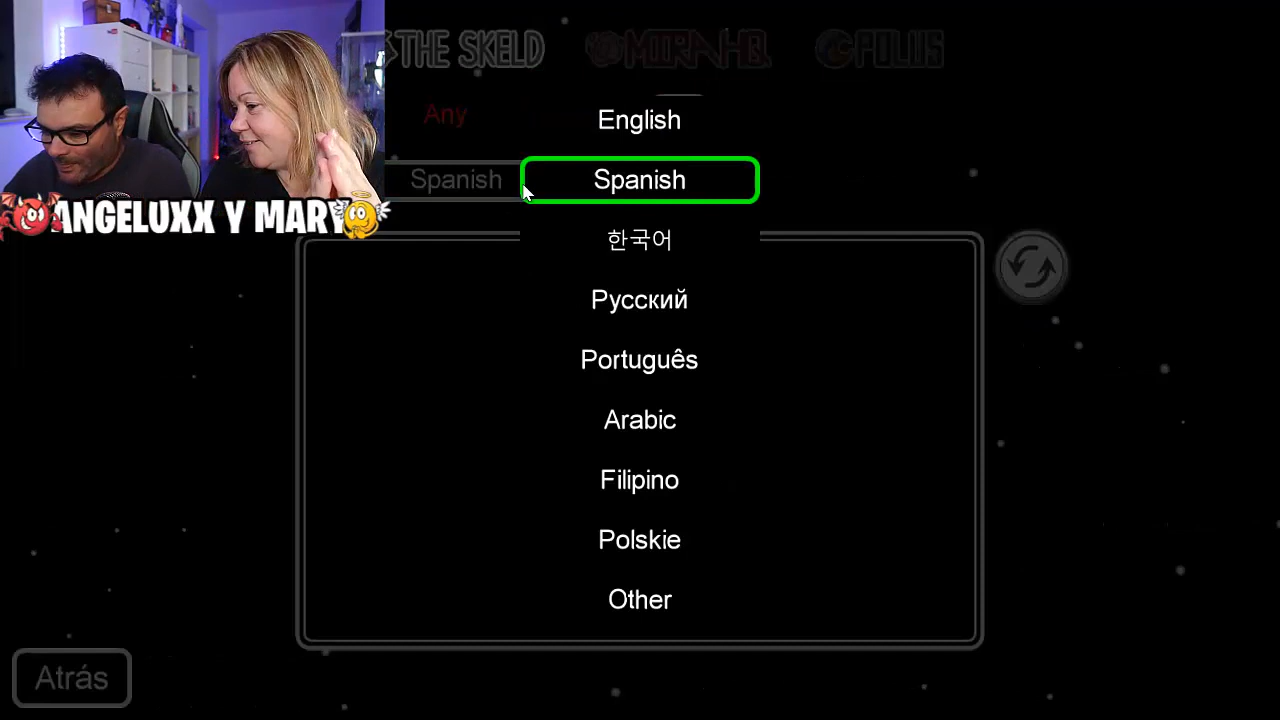 THE SKELD
MIRA HQ
POLUS
Any
English
Spanish
Spanish
한국어
Русский
Português
Arabic
Filipino
Polskie
Other
ANGELUXX Y MARY
Atrás